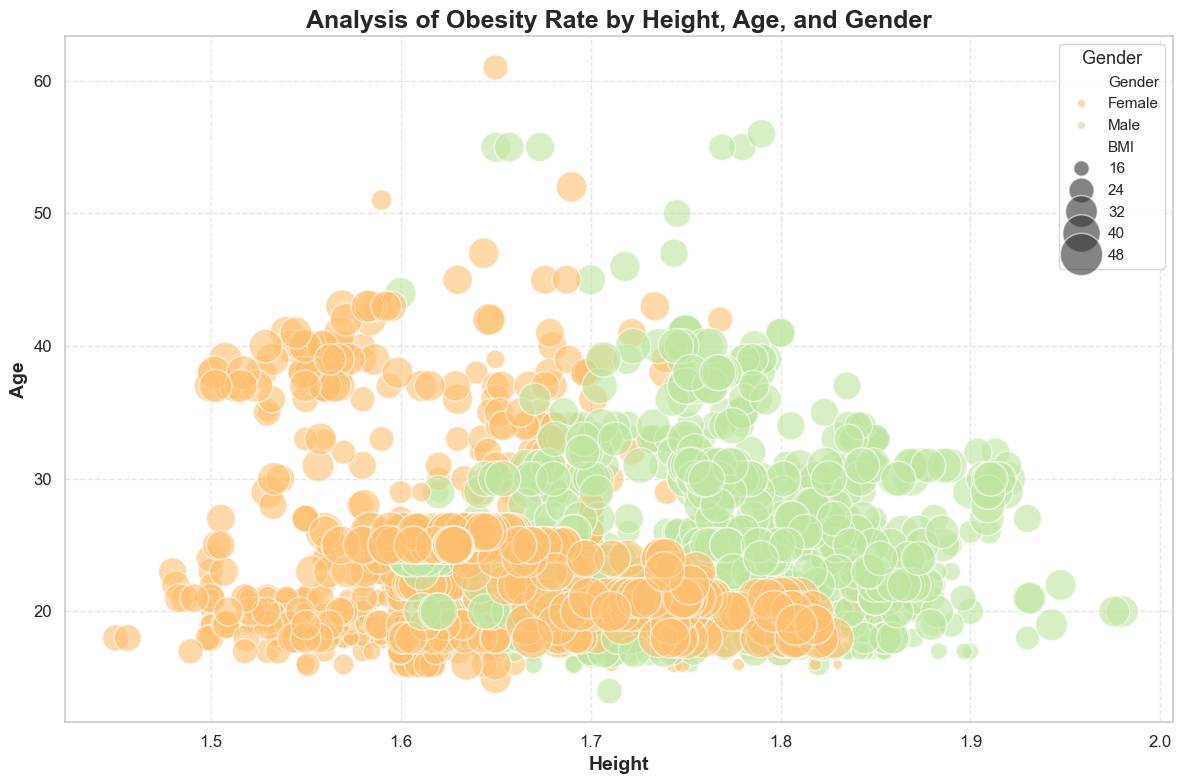 Analysis of Obesity Rate by Height, Age, and Gender
Gender
Gender
Female
Male
BMI
16
24
32
40
48
60
50
40
30
20
Age
1.5
1.6
1.7
1.8
1.9
2.0
Height